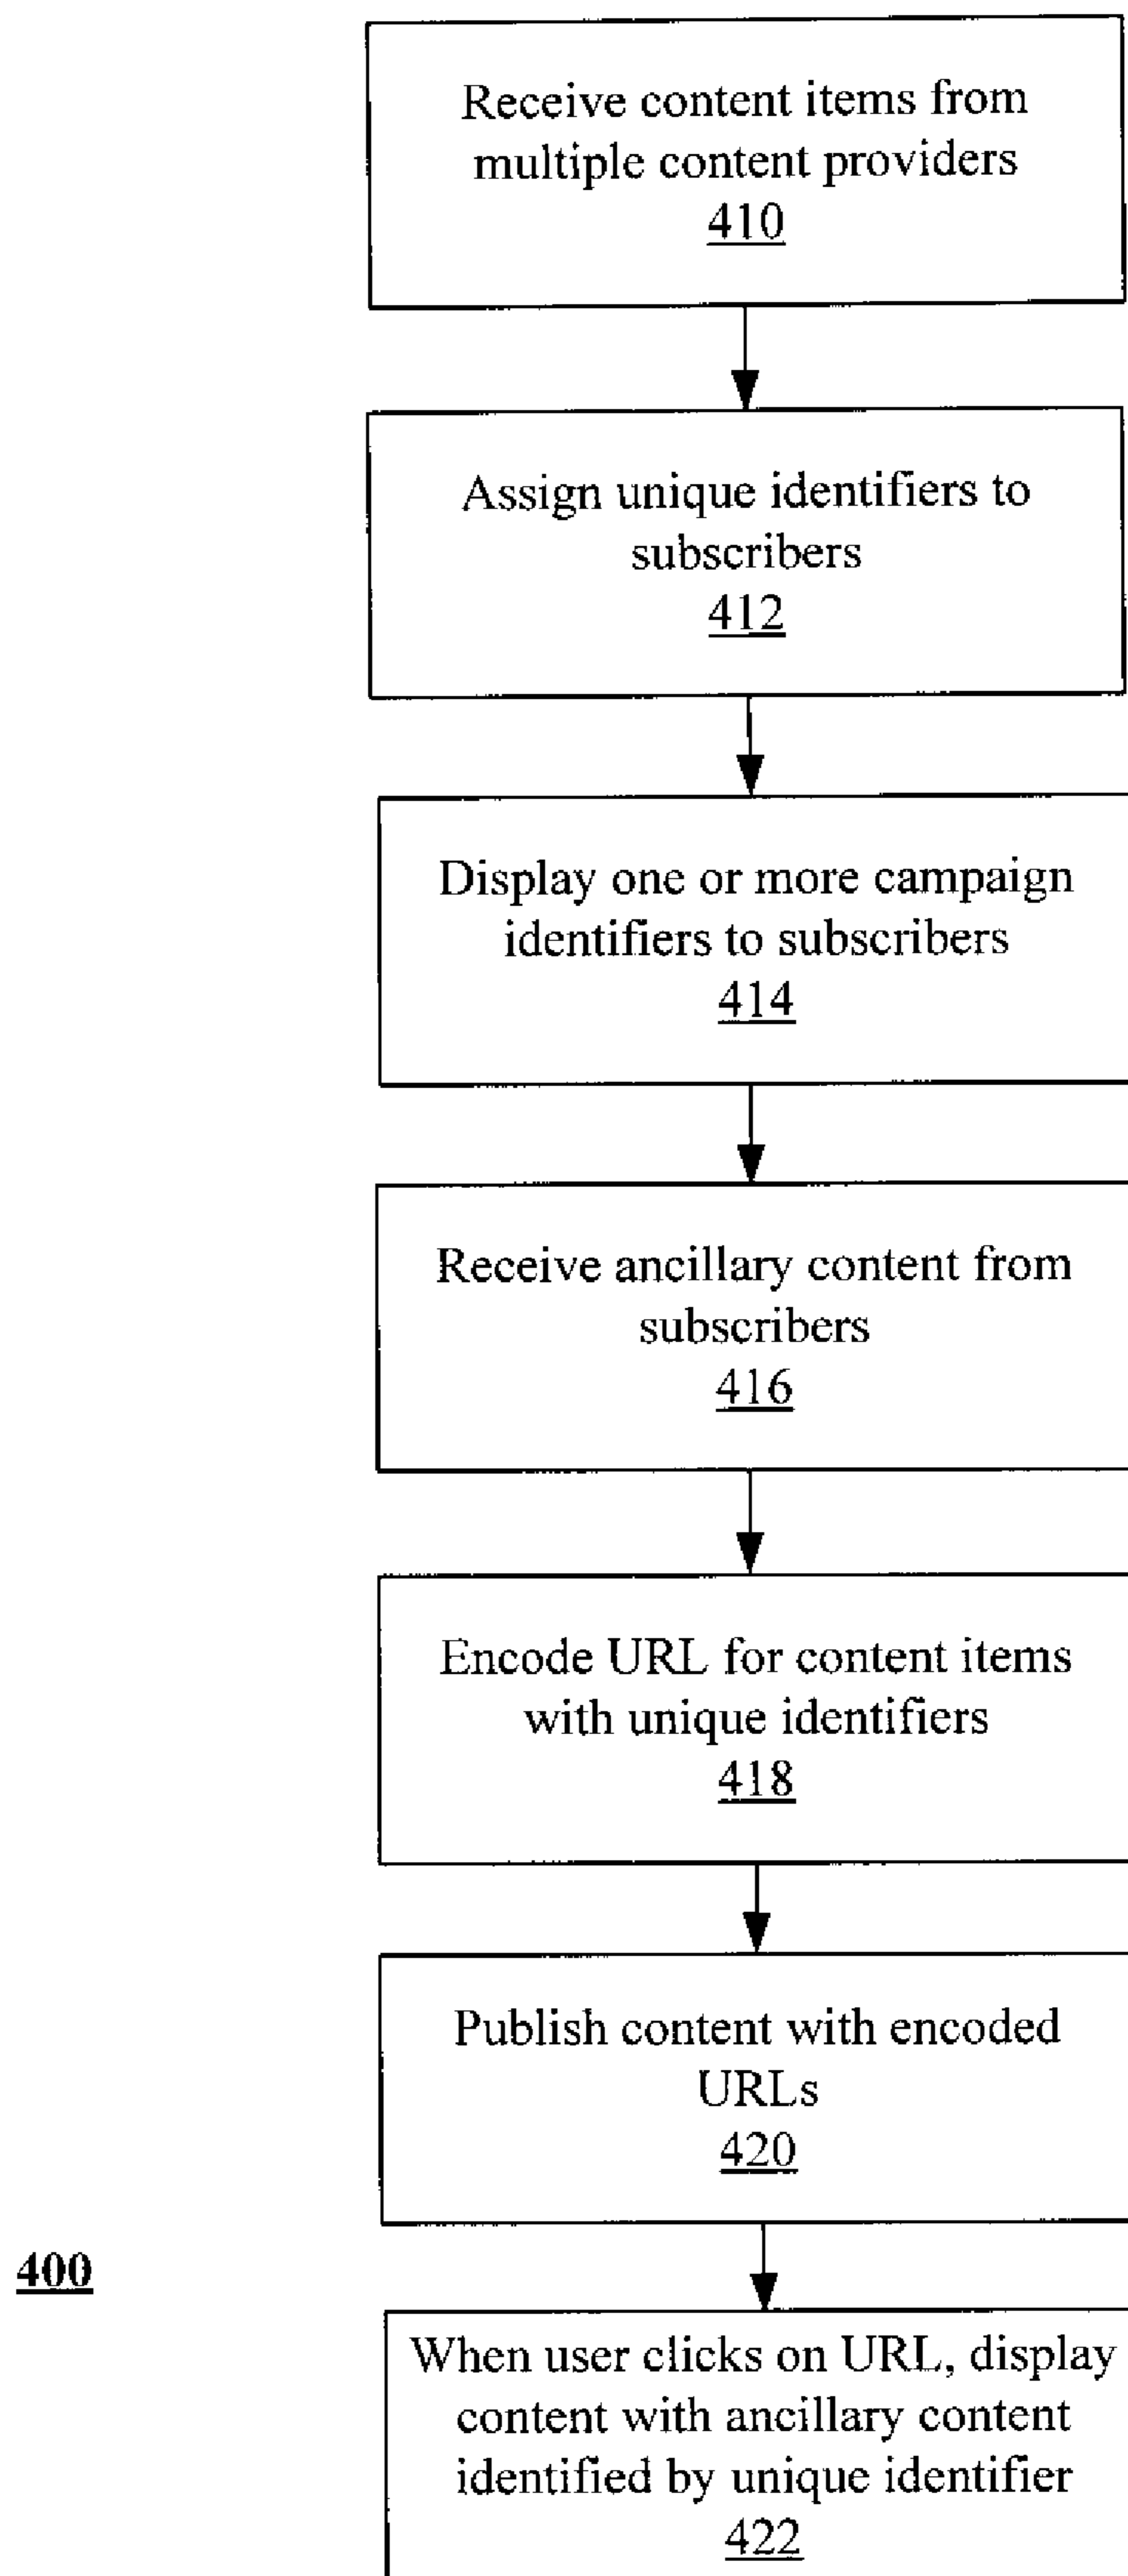 Receive content items from
multiple content providers
410
Assign unique identifiers to
subscribers
412
Display one or more campaign
identifiers to subscribers
414
Receive ancillary content from
subscribers
416
Encode URL for content items
with unique identifiers
418
Publish content with encoded
URLs
420
400
When user clicks on URL, display
content with ancillary content
identified by unique identifier
422